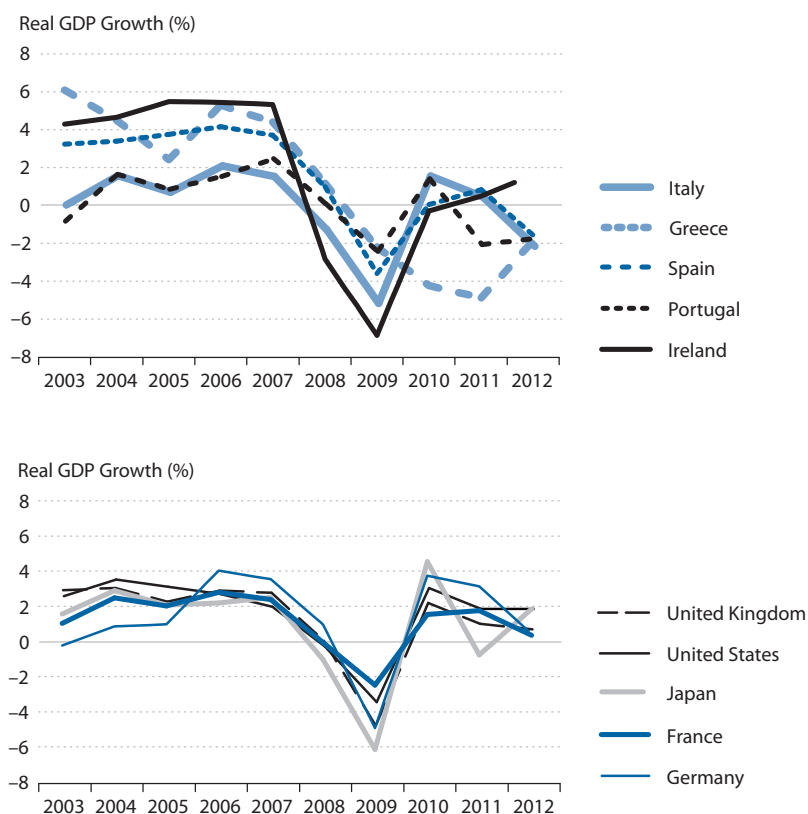 Real GDP Growth (%)
8
6
4
2
0
−2
−4
−6
−8
2003 2004 2005 2006 2007 2008 2009 2010 2011 2012
Italy
Greece
Spain
Portugal
Ireland
Real GDP Growth (%)
8
6
4
2
0
−2
−4
−6
−8
2003 2004 2005 2006 2007 2008 2009 2010 2011 2012
United Kingdom
United States
Japan
France
Germany